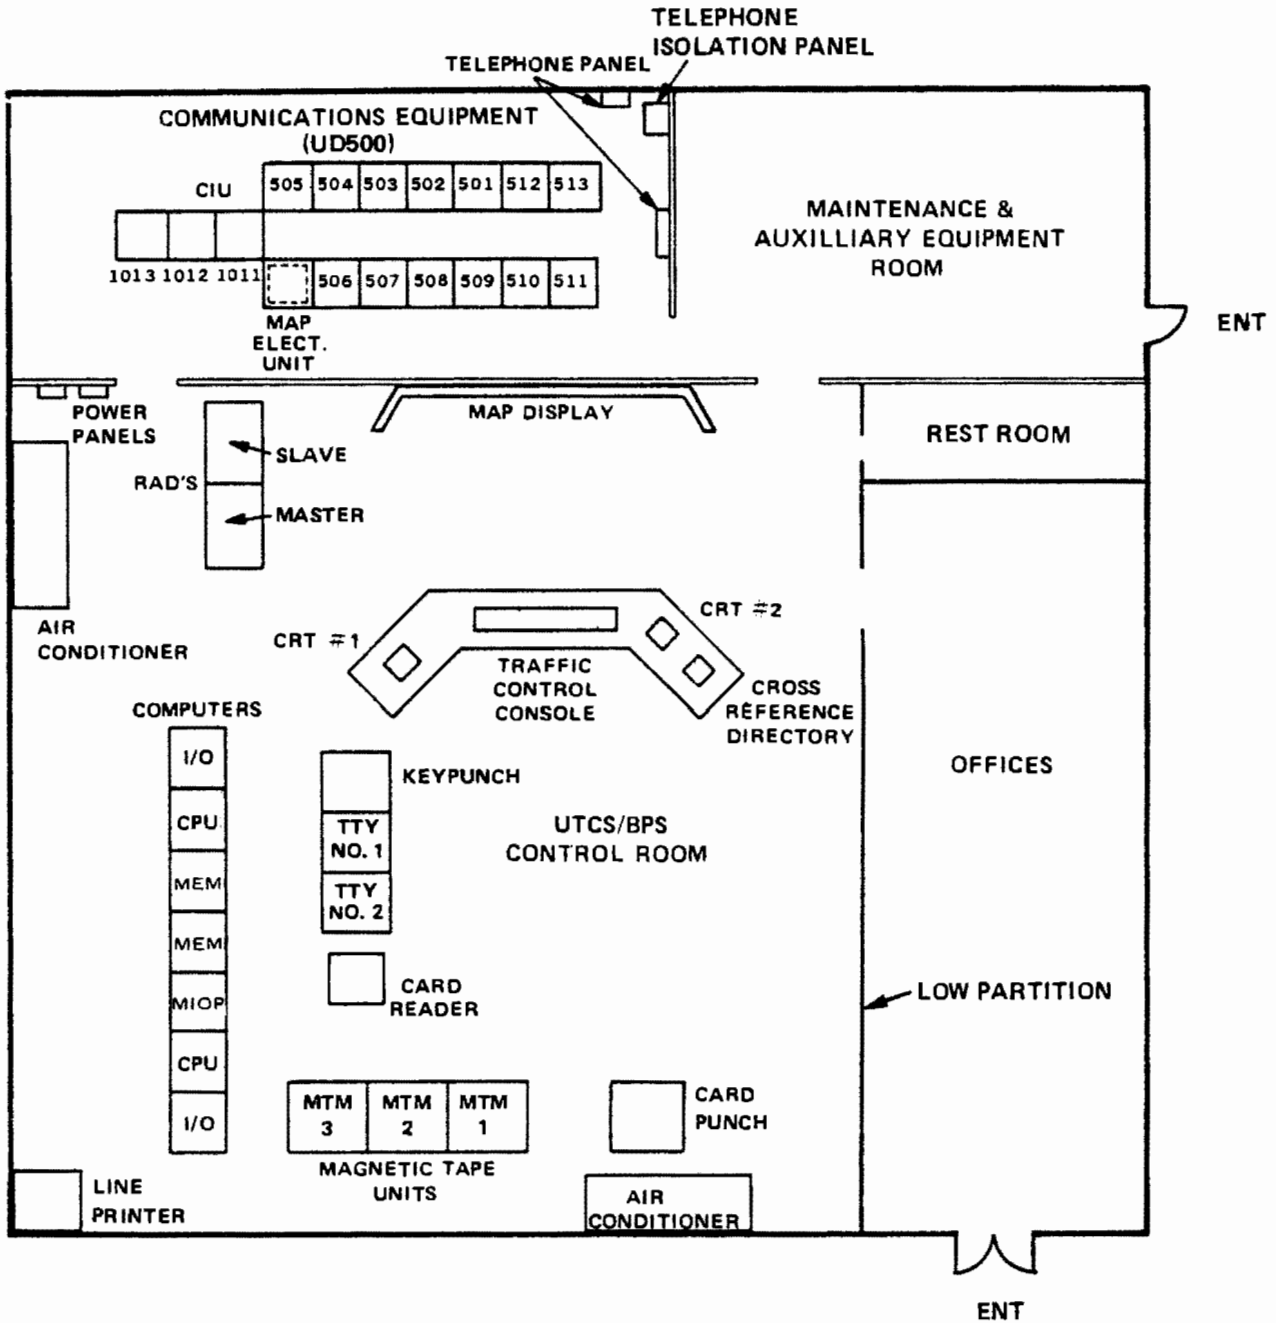 TELEPHONE
ISOLATION PANEL
TELEPHONE PANEL
COMMUNICATIONS EQUIPMENT
(UD500)
CIU
505 504 503 502 501 512 513
1013 1012 1011
506 507 508 509 510 511
MAP
ELECT.
UNIT
MAINTENANCE &
AUXILLIARY EQUIPMENT
ROOM
ENT
POWER
PANELS
MAP DISPLAY
REST ROOM
SLAVE
RAD'S
MASTER
AIR
CONDITIONER
CRT #1
CRT #2
TRAFFIC
CONTROL
CONSOLE
CROSS
REFERENCE
DIRECTORY
COMPUTERS
I/O
CPU
MEM
MEM
MIOP
CPU
I/O
KEYPUNCH
TTY
NO. 1
TTY
NO. 2
CARD
READER
UTCS/BPS
CONTROL ROOM
OFFICES
LOW PARTITION
MTM
3
MTM
2
MTM
1
MAGNETIC TAPE
UNITS
CARD
PUNCH
LINE
PRINTER
AIR
CONDITIONER
ENT